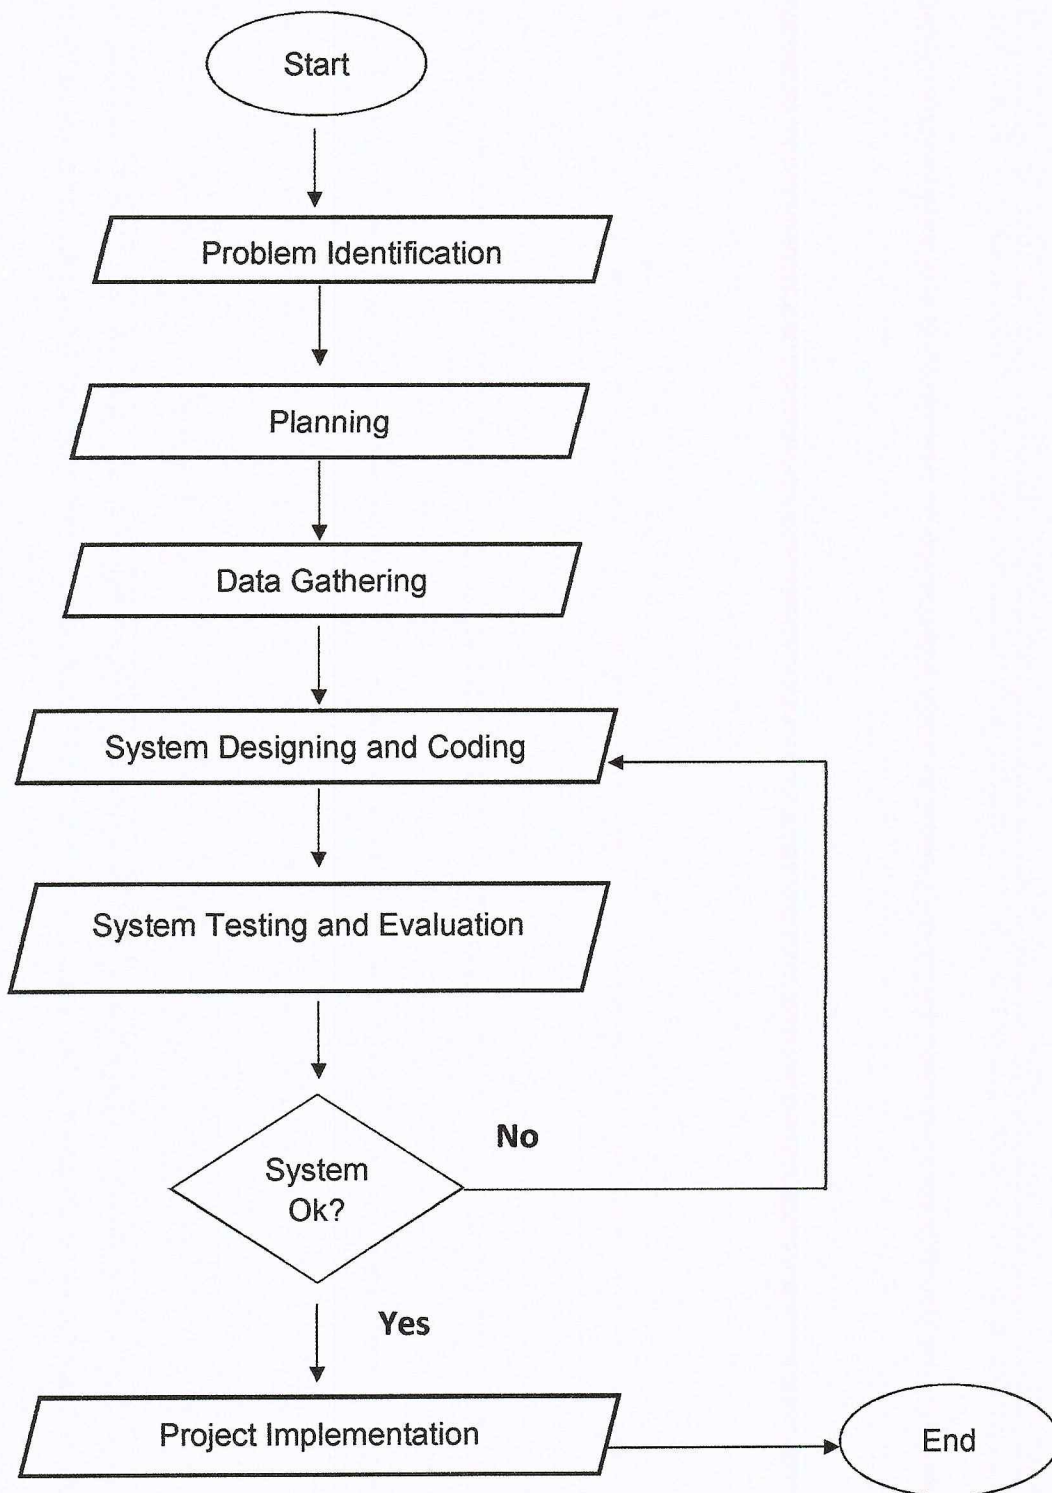 Start
Problem Identification
Planning
Data Gathering
System Designing and Coding
System Testing and Evaluation
No
System
Ok?
Yes
Project Implementation
End